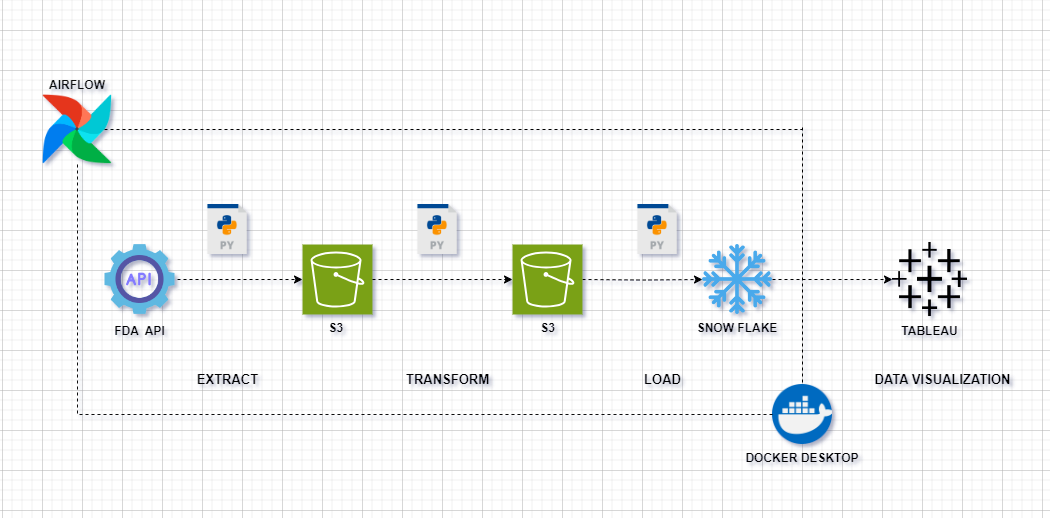 AIRFLOW
PY
PY
PY
API
FDA API
S3
S3
SNOW FLAKE
TABLEAU
EXTRACT
TRANSFORM
LOAD
DATA VISUALIZATION
DOCKER DESKTOP